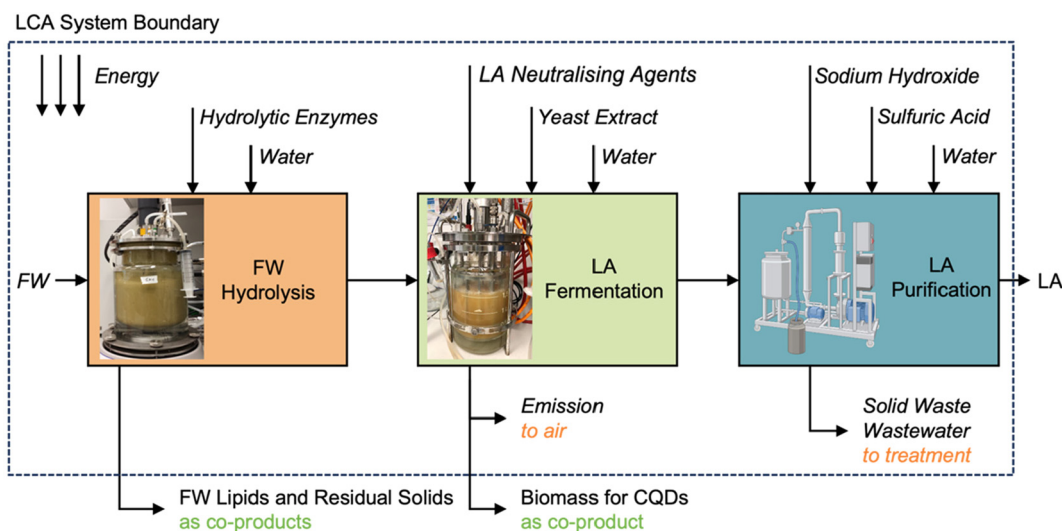 LCA System Boundary
Energy
Hydrolytic Enzymes
Water
LA Neutralising Agents
Yeast Extract
Water
Sodium Hydroxide
Sulfuric Acid
Water
FW
FW
Hydrolysis
LA
Fermentation
LA
Purification
LA
Emission
to air
Solid Waste
Wastewater
to treatment
FW Lipids and Residual Solids
as co-products
Biomass for CQDs
as co-product